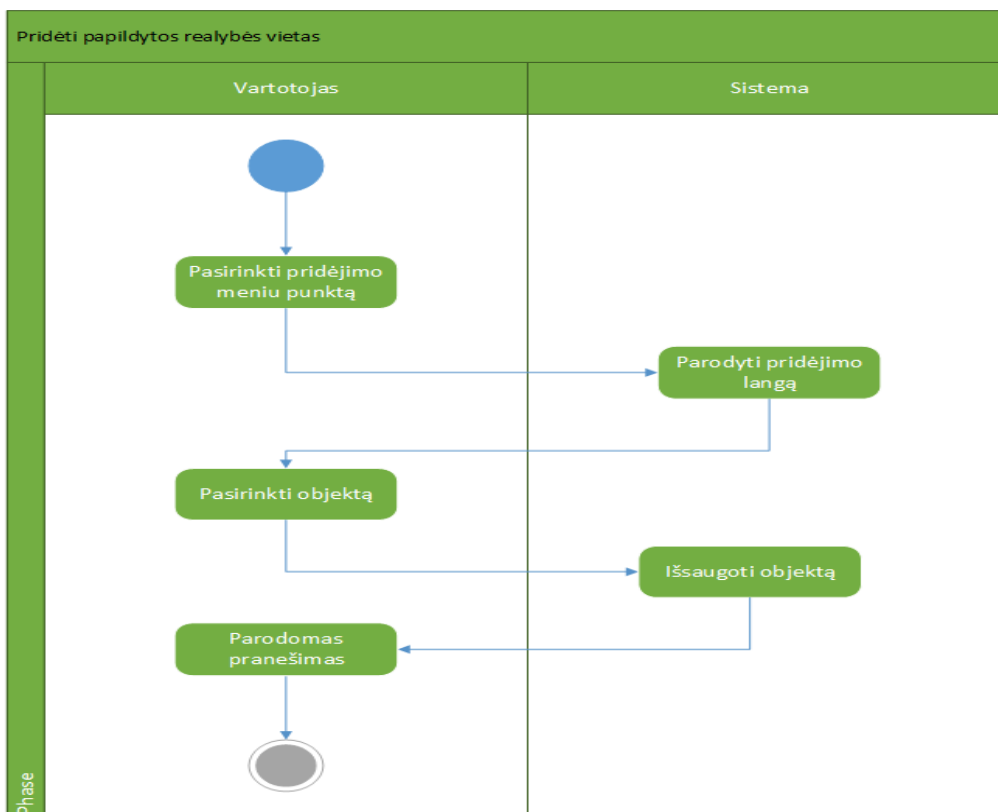 Pridėti papildytos realybės vietas
Vartotojas
Sistema
Pasirinkti pridėjimo
meniu punktą
Parodyti pridėjimo
langą
Pasirinkti objektą
Išsaugoti objektą
Parodomas
pranešimas
Phase